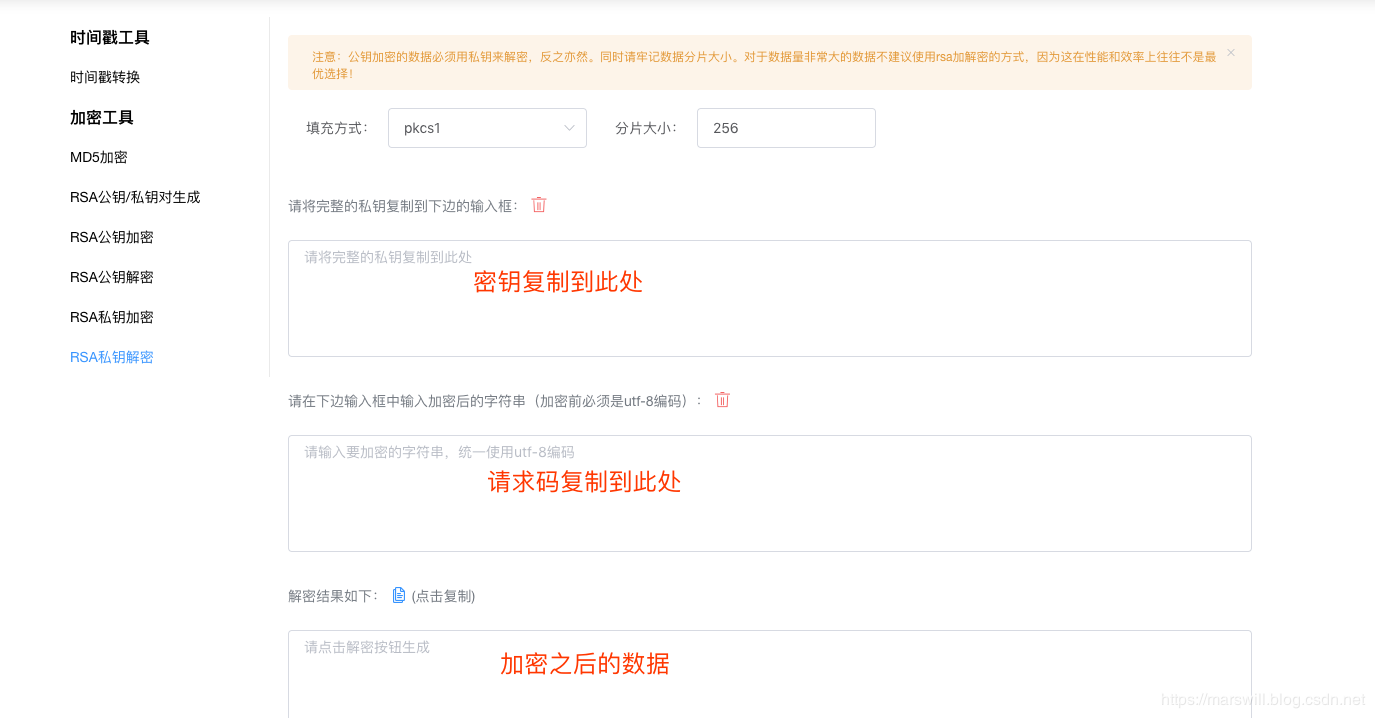 时间戳工具
时间戳转换
加密工具
MD5加密
RSA公钥/私钥对生成
RSA公钥加密
RSA公钥解密
RSA私钥加密
RSA私钥解密
注意：公钥加密的数据必须用私钥来解密，反之亦然。同时请牢记数据分片大小。对于数据量非常大的数据不建议使用rsa加解密的方式，因为这在性能和效率上往往不是最
优选择！
填充方式： pkcs1 分片大小： 256
请将完整的私钥复制到下边的输入框：
请将完整的私钥复制到此处
密钥复制到此处
请在下边输入框中输入加密后的字符串（加密前必须是utf-8编码）：
请输入要加密的字符串，统一使用utf-8编码
请求码复制到此处
解密结果如下： (点击复制)
请点击解密按钮生成
加密之后的数据
https://marswill.blog.csdn.net